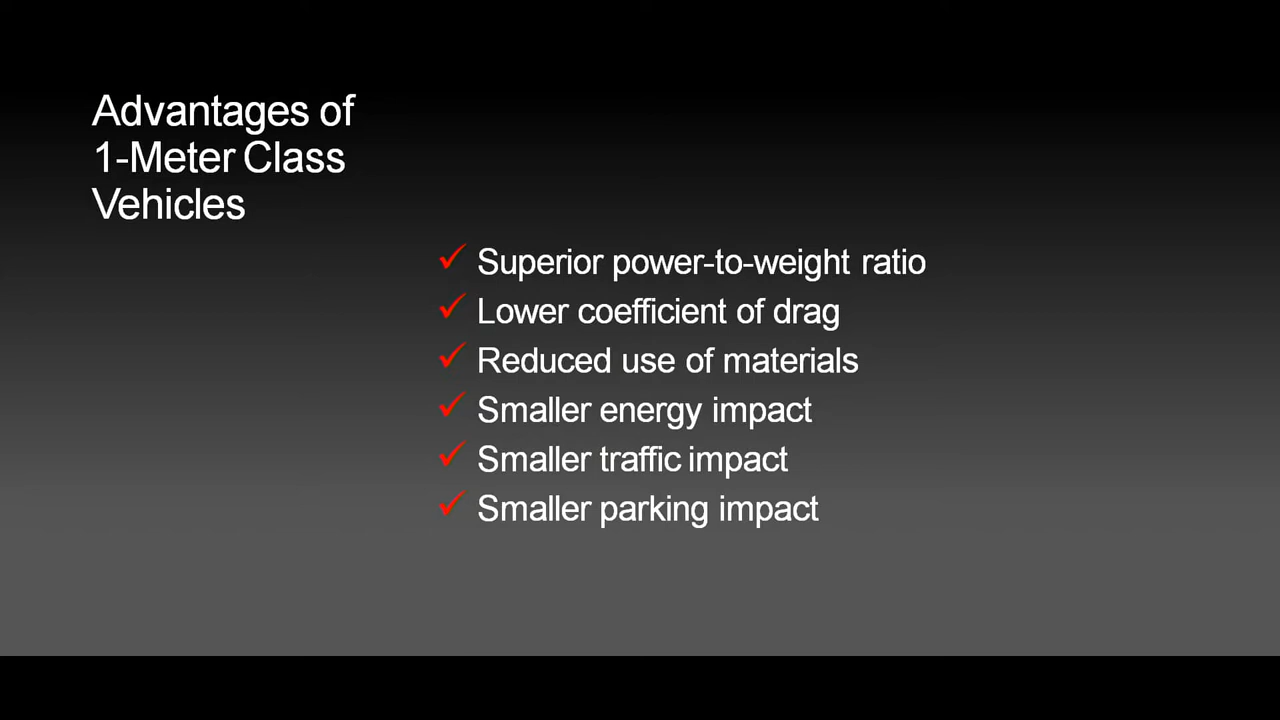 Advantages of
1-Meter Class
Vehicles
✓ Superior power-to-weight ratio
✓ Lower coefficient of drag
✓ Reduced use of materials
✓ Smaller energy impact
✓ Smaller traffic impact
✓ Smaller parking impact